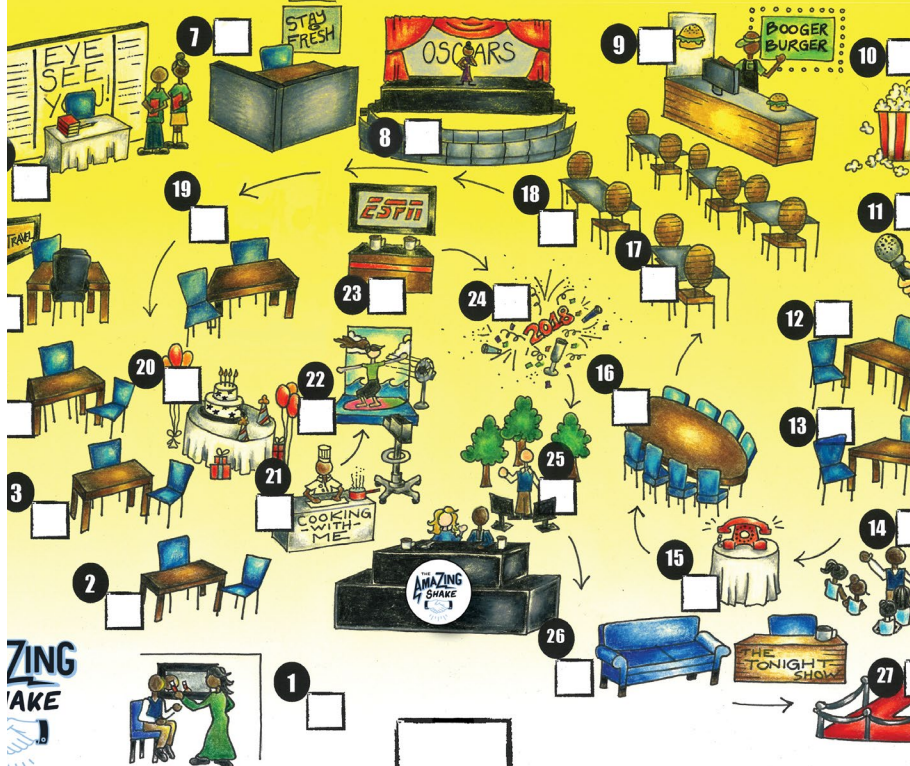 EYE
SEE
YOU!
7
STAY
FRESH
OSCARS
8
9
BOOGER
BURGER
10
11
TRAVEL
19
18
17
ESPN
23
24
2018
12
20
22
16
13
3
21
COOKING
-WITH-
ME
25
14
15
2
THE
AMAZING
SHAKE
26
THE
TONIGHT
SHOW
27
ZING
AKE
1